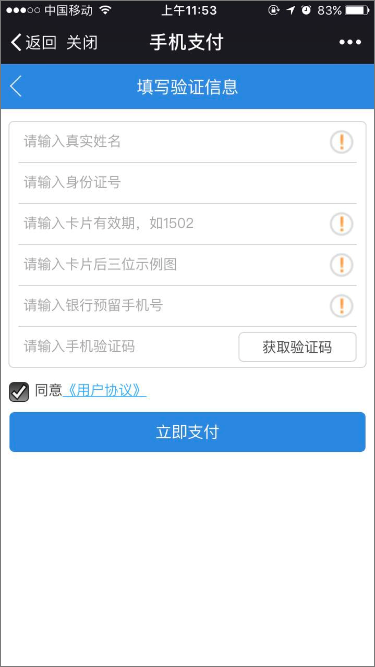 中国移动 上午11:53 83%
返回 关闭 手机支付
填写验证信息
请输入真实姓名
请输入身份证号
请输入卡片有效期，如1502
请输入卡片后三位示例图
请输入银行预留手机号
请输入手机验证码 获取验证码
同意《用户协议》
立即支付